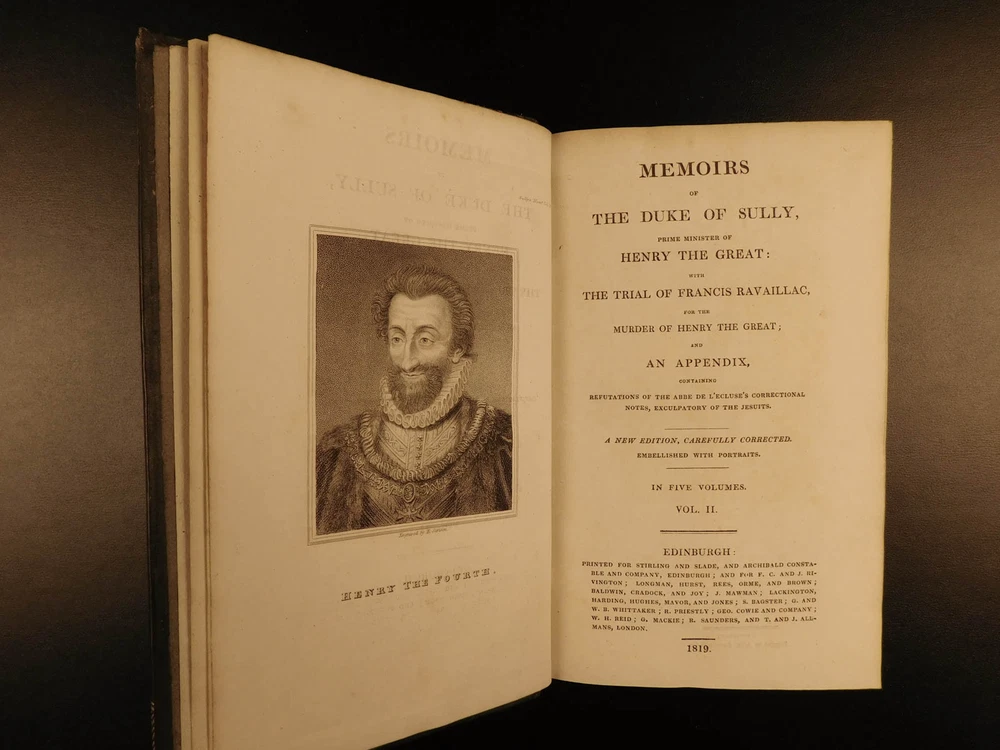 HENRY THE FOURTH.
MEMOIRS
OF
THE DUKE OF SULLY,
PRIME MINISTER OF
HENRY THE GREAT:
WITH
THE TRIAL OF FRANCIS RAVAILLAC,
FOR THE
MURDER OF HENRY THE GREAT;
AND
AN APPENDIX,
CONTAINING
REFUTATIONS OF THE ABBE DE L'ECLUSE'S CORRECTIONAL
NOTES, EXCULPATORY OF THE JESUITS.
A NEW EDITION, CAREFULLY CORRECTED.
EMBELLISHED WITH PORTRAITS.
IN FIVE VOLUMES.
VOL. II.
EDINBURGH:
PRINTED FOR STIRLING AND SLADE, AND ARCHIBALD CONSTA-
BLE AND COMPANY, EDINBURGH; AND FOR F. C. AND J. RI-
VINGTON; LONGMAN, HURST, REES, ORME, AND BROWN;
BALDWIN, CRADOCK, AND JOY; J. MAWMAN; LACKINGTON,
HARDING, HUGHES, MAVOR, AND JONES; S. BAGSTER; G. AND
W. B. WHITTAKER; R. PRIESTLY; GEO. COWIE AND COMPANY;
W. H. REID; G. MACKIE; R. SAUNDERS, AND T. AND J. ALL-
MANS, LONDON.
1819.